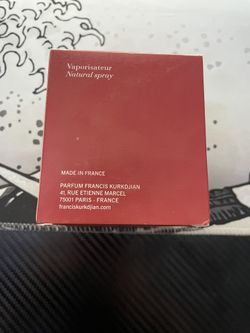 Vaporisateur
Natural spray
MADE IN FRANCE
PARFUM FRANCIS KURKDJIAN
41, RUE ETIENNE MARCEL
75001 PARIS - FRANCE
franciskurkdjian.com